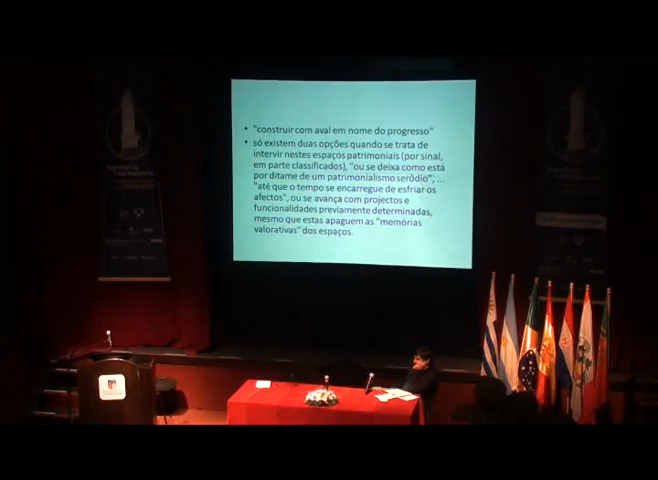 • "construir com aval em nome do progresso"
• só existem duas opções quando se trata de
intervir nestes espaços patrimoniais (por sinal,
em parte classificados), "ou se deixa como está
por ditame de um patrimonialismo serôdio", ...
"até que o tempo se encarregue de esfriar os
afectos", ou se avança com projectos e
funcionalidades previamente determinadas,
mesmo que estas apaguem as "memórias
valorativas" dos espaços.